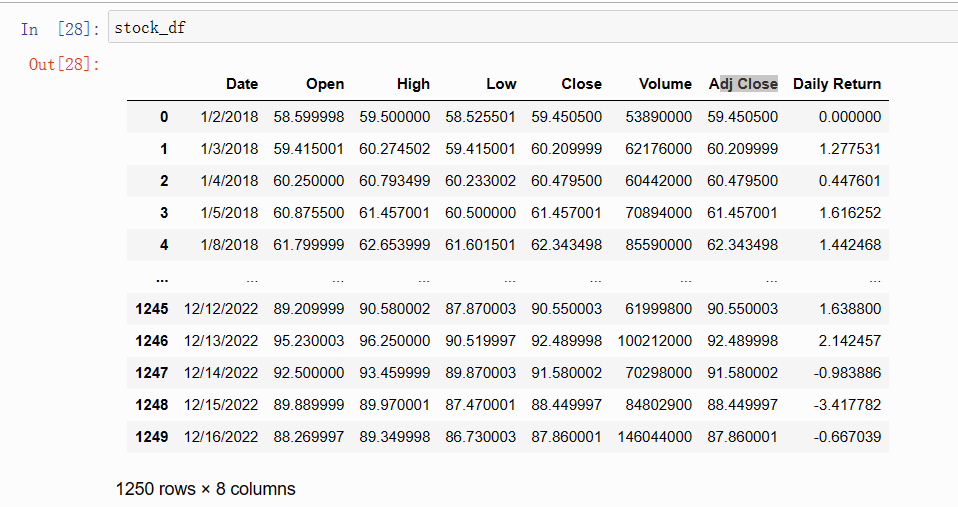 In [28]: stock_df
Out[28]:
Date Open High Low Close Volume Adj Close Daily Return
0 1/2/2018 58.599998 59.500000 58.525501 59.450500 53890000 59.450500 0.000000
1 1/3/2018 59.415001 60.274502 59.415001 60.209999 62176000 60.209999 1.277531
2 1/4/2018 60.250000 60.793499 60.233002 60.479500 60442000 60.479500 0.447601
3 1/5/2018 60.875500 61.457001 60.500000 61.457001 70894000 61.457001 1.616252
4 1/8/2018 61.799999 62.653999 61.601501 62.343498 85590000 62.343498 1.442468
... ... ... ... ... ... ... ... ...
1245 12/12/2022 89.209999 90.580002 87.870003 90.550003 61999800 90.550003 1.638800
1246 12/13/2022 95.230003 96.250000 90.519997 92.489998 100212000 92.489998 2.142457
1247 12/14/2022 92.500000 93.459999 89.870003 91.580002 70298000 91.580002 -0.983886
1248 12/15/2022 89.889999 89.970001 87.470001 88.449997 84802900 88.449997 -3.417782
1249 12/16/2022 88.269997 89.349998 86.730003 87.860001 146044000 87.860001 -0.667039
1250 rows × 8 columns